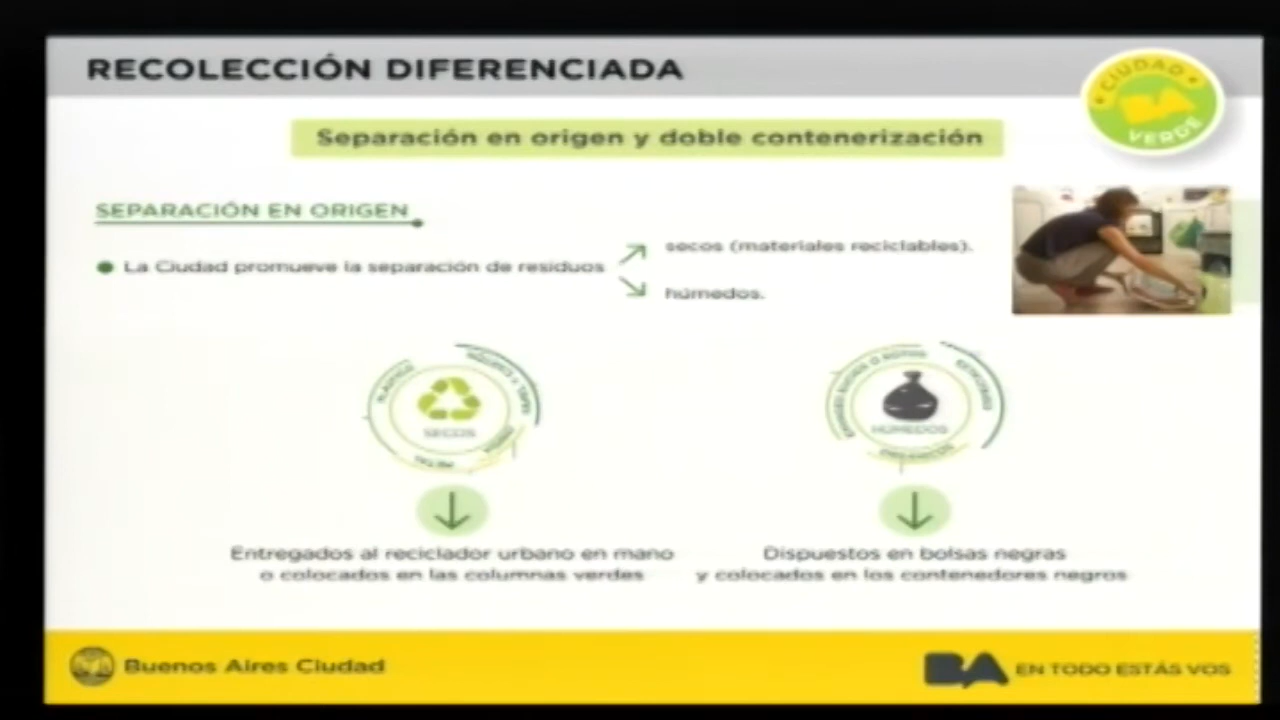 RECOLECCIÓN DIFERENCIADA
CIUDAD
BA
VERDE
Separación en origen y doble contenerización
SEPARACIÓN EN ORIGEN
La Ciudad promueve la separación de residuos
secos (materiales reciclables).
húmedos.
PLÁSTICO
METAL
SECOS
HÚMEDOS
Entregados al reciclador urbano en mano
o colocados en las columnas verdes
Dispuestos en bolsas negras
y colocados en los contenedores negros
Buenos Aires Ciudad
BA EN TODO ESTÁS VOS